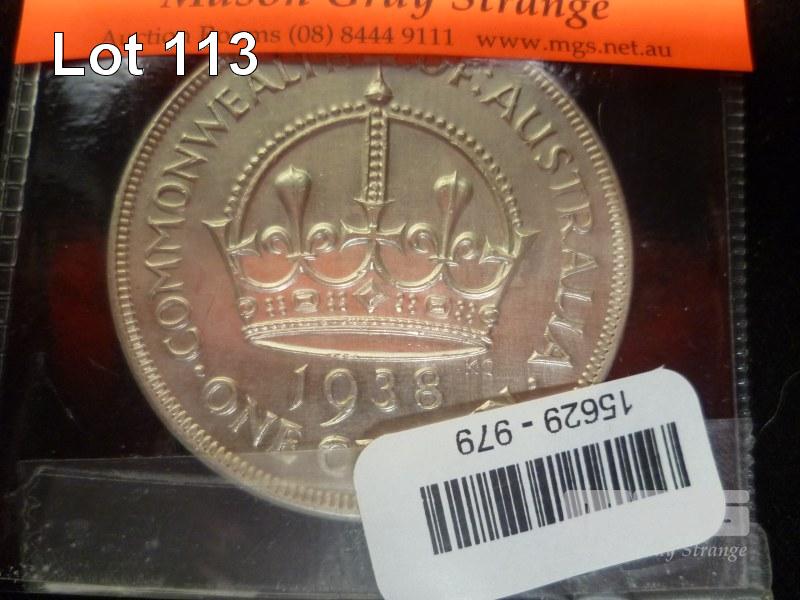 Mason Gray Strange
Auction Rooms (08) 8444 9111 www.mgs.net.au
Lot 113
COMMONWEALTH·OF·AUSTRALIA
1938
KG
·ONE
15629 - 979
Strange